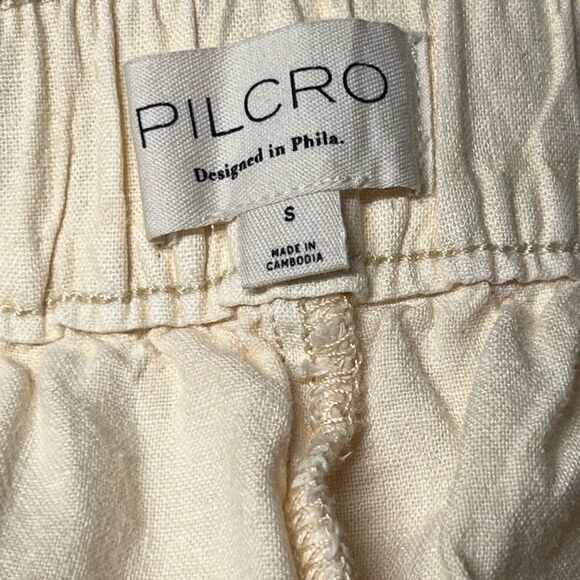 PILCRO
Designed in Phila.
S
MADE IN
CAMBODIA